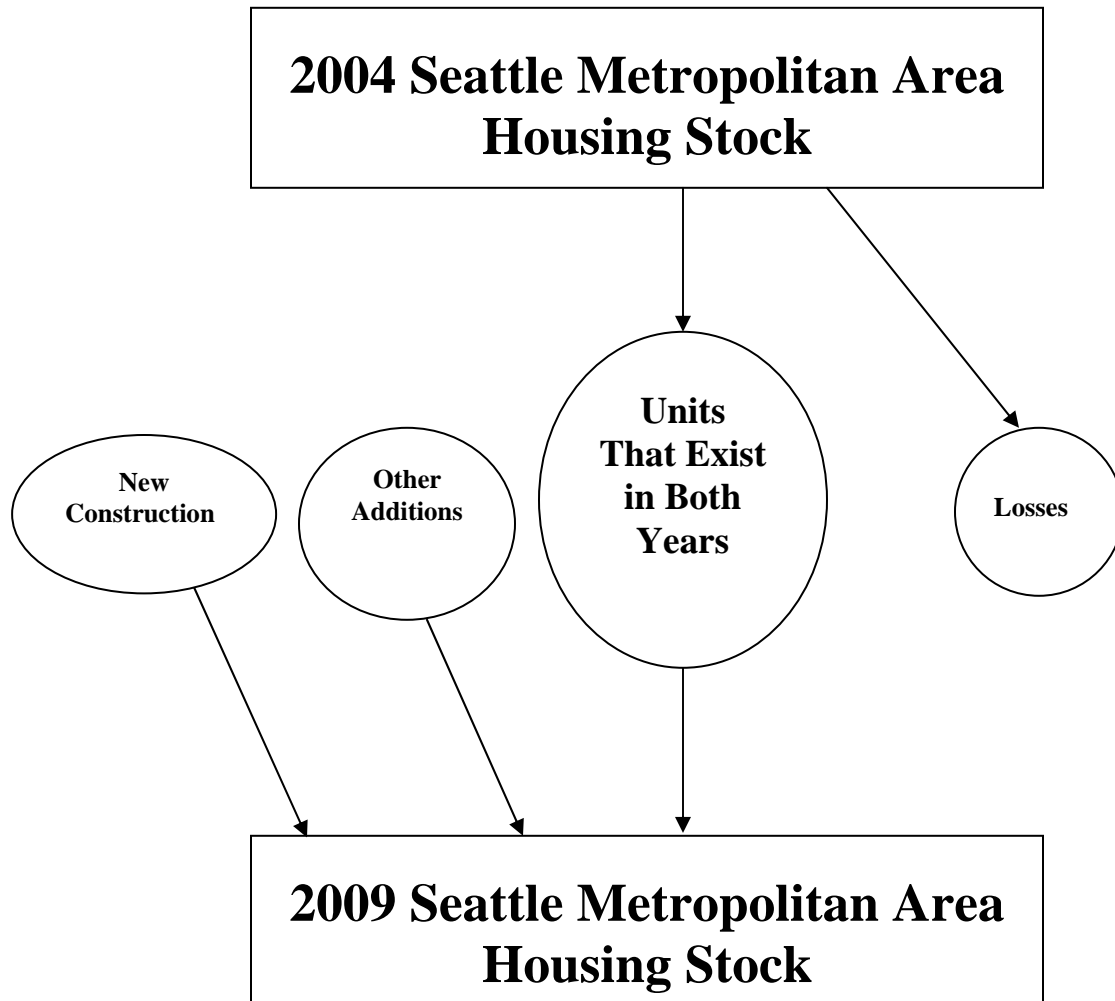 2004 Seattle Metropolitan Area
Housing Stock
New
Construction
Other
Additions
Units
That Exist
in Both
Years
Losses
2009 Seattle Metropolitan Area
Housing Stock